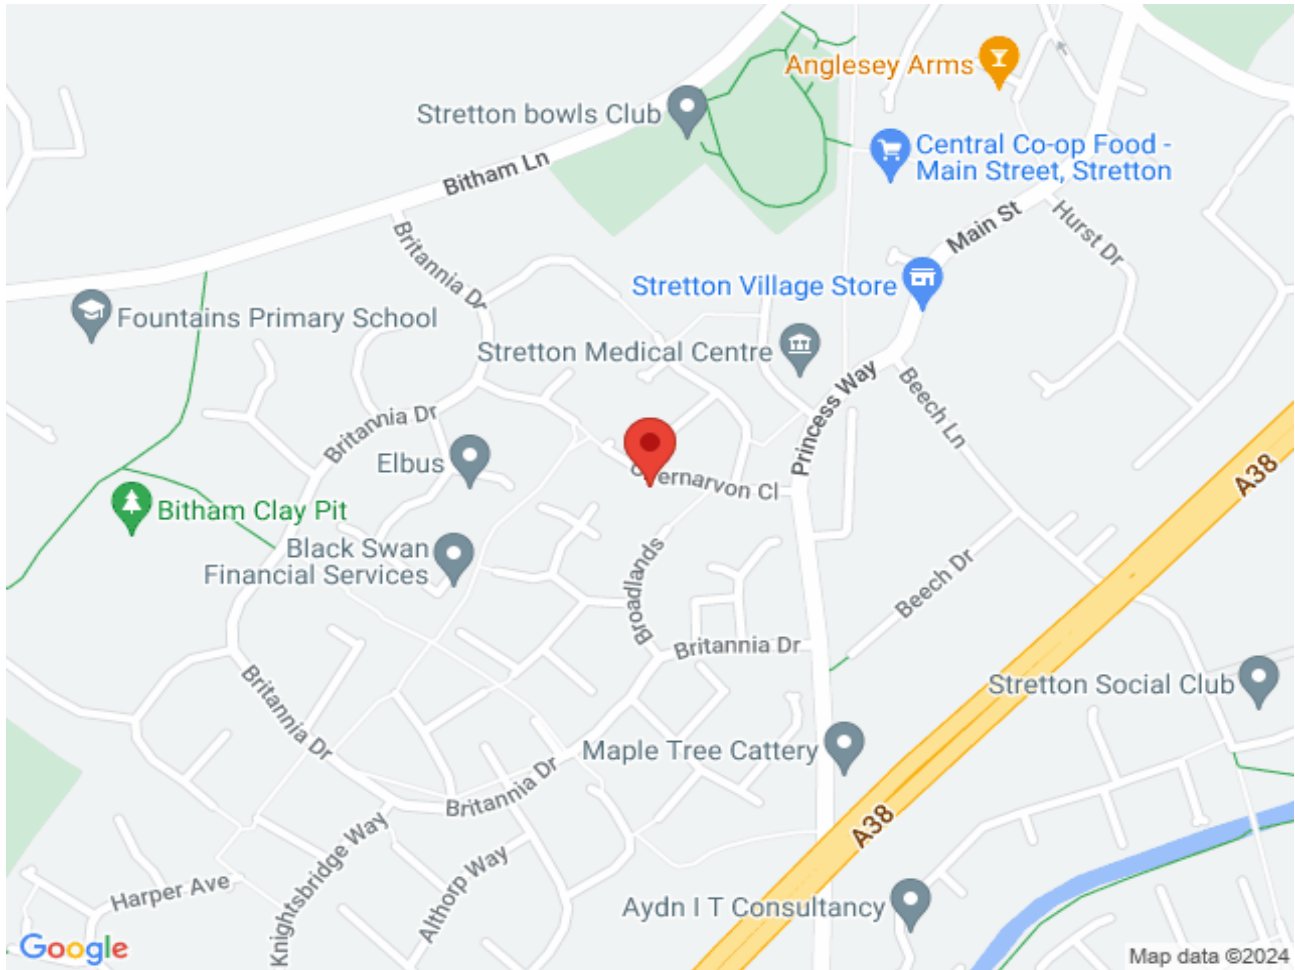 Anglesey Arms
Stretton bowls Club
Central Co-op Food -
Main Street, Stretton
Bitham Ln
Main St
Hurst Dr
Britannia Dr
Stretton Village Store
Fountains Primary School
Stretton Medical Centre
Princess Way
Beech Ln
Britannia Dr
Elbus
ernarvon Cl
A38
Bitham Clay Pit
Black Swan
Financial Services
Broadlands
Beech Dr
Britannia Dr
Stretton Social Club
Britannia Dr
Maple Tree Cattery
Britannia Dr
A38
Knightsbridge Way
Althorp Way
Harper Ave
Aydn I T Consultancy
Google
Map data ©2024